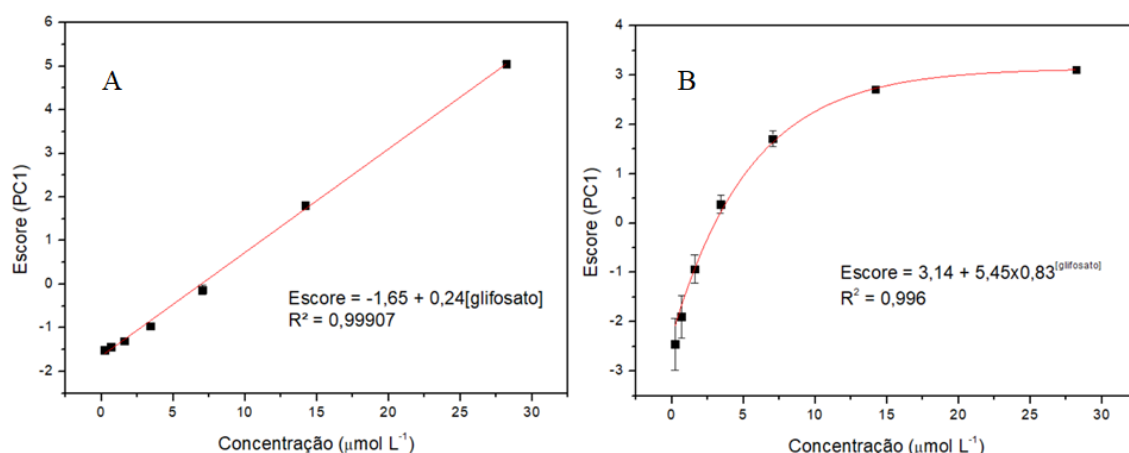 A
Escore (PC1)
6
5
4
3
2
1
0
-1
-2
Escore = -1,65 + 0,24[glifosato]
R² = 0,99907
0 5 10 15 20 25 30
Concentração (μmol L⁻¹)
B
Escore (PC1)
4
3
2
1
0
-1
-2
-3
Escore = 3,14 + 5,45x0,83^[glifosato]
R² = 0,996
0 5 10 15 20 25 30
Concentração (μmol L⁻¹)